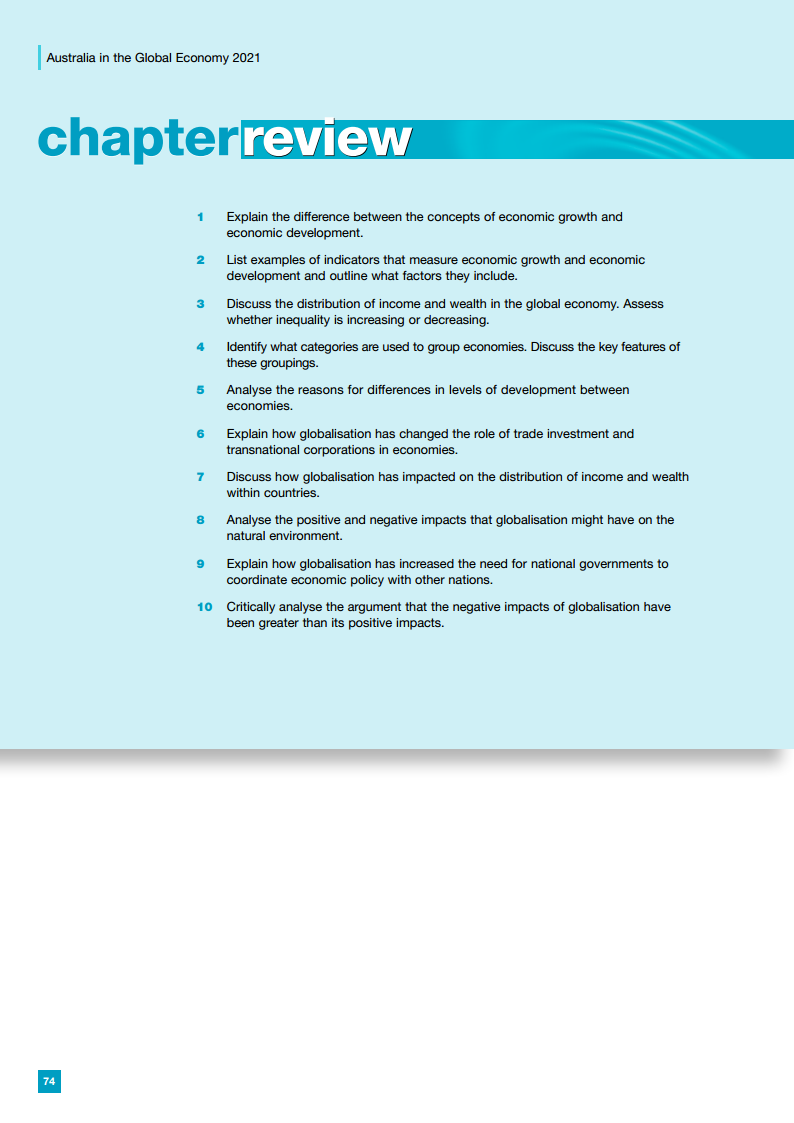 Australia in the Global Economy 2021
chapterreview
1 Explain the difference between the concepts of economic growth and
economic development.
2 List examples of indicators that measure economic growth and economic
development and outline what factors they include.
3 Discuss the distribution of income and wealth in the global economy. Assess
whether inequality is increasing or decreasing.
4 Identify what categories are used to group economies. Discuss the key features of
these groupings.
5 Analyse the reasons for differences in levels of development between
economies.
6 Explain how globalisation has changed the role of trade investment and
transnational corporations in economies.
7 Discuss how globalisation has impacted on the distribution of income and wealth
within countries.
8 Analyse the positive and negative impacts that globalisation might have on the
natural environment.
9 Explain how globalisation has increased the need for national governments to
coordinate economic policy with other nations.
10 Critically analyse the argument that the negative impacts of globalisation have
been greater than its positive impacts.
74